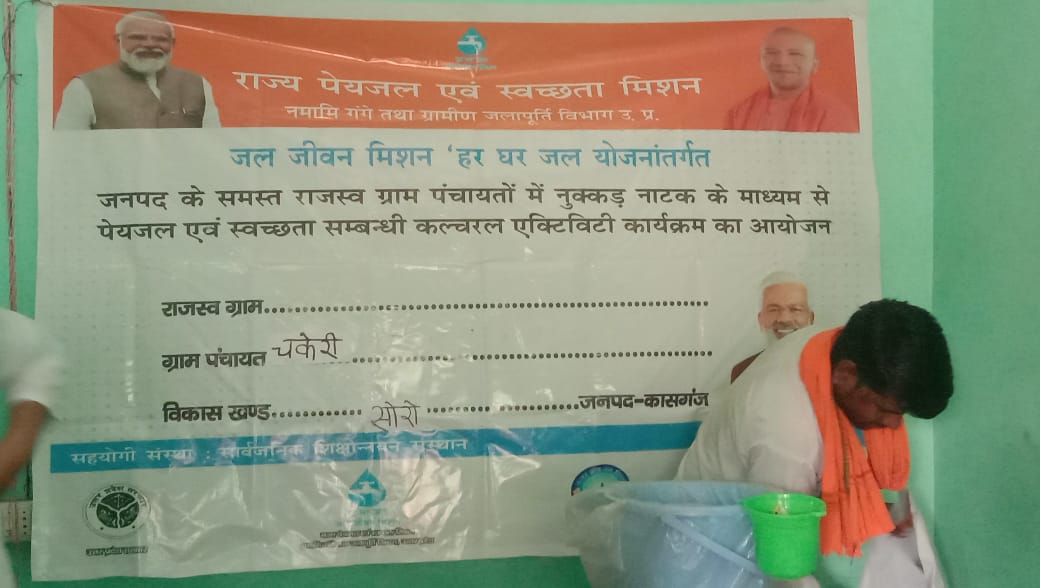 राज्य पेयजल एवं स्वच्छता मिशन
नमामि गंगे तथा ग्रामीण जलापूर्ति विभाग उ. प्र.
जल जीवन मिशन 'हर घर जल योजनांतर्गत
जनपद के समस्त राजस्व ग्राम पंचायतों में नुक्कड़ नाटक के माध्यम से
पेयजल एवं स्वच्छता सम्बन्धी कल्चरल एक्टिविटी कार्यक्रम का आयोजन
राजस्व ग्राम
ग्राम पंचायत चकेरी
विकास खण्ड सोरो जनपद-कासगंज
सहयोगी संस्था : सार्वजनिक शिक्षोन्नयन संस्थान